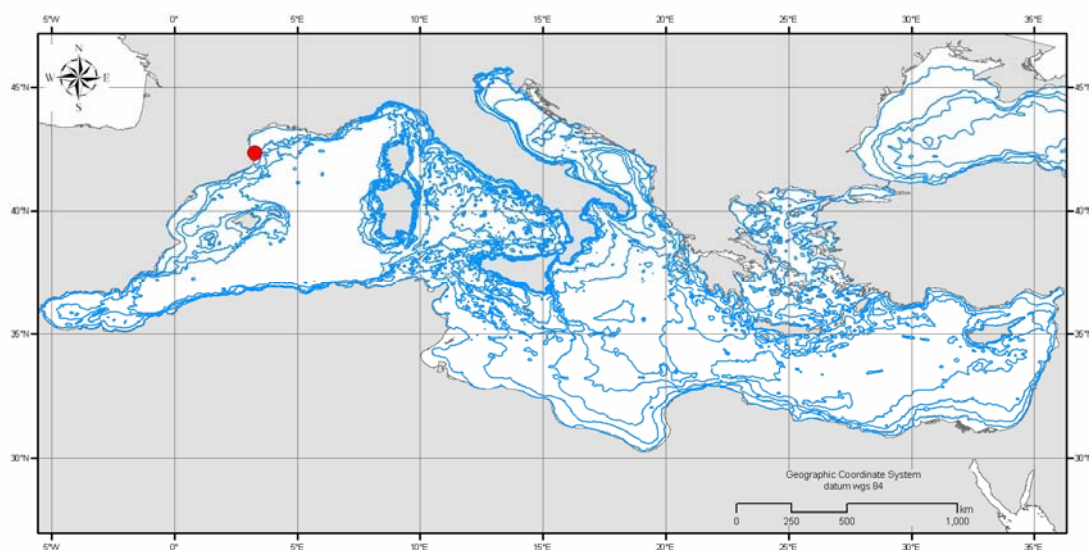 5°W 0° 5°E 10°E 15°E 20°E 25°E 30°E 35°E
N
W E
S
45°N 45°N
40°N 40°N
35°N 35°N
30°N 30°N
Geographic Coordinate System
datum wgs 84
km
0 250 500 1,000
5°W 0° 5°E 10°E 15°E 20°E 25°E 30°E 35°E